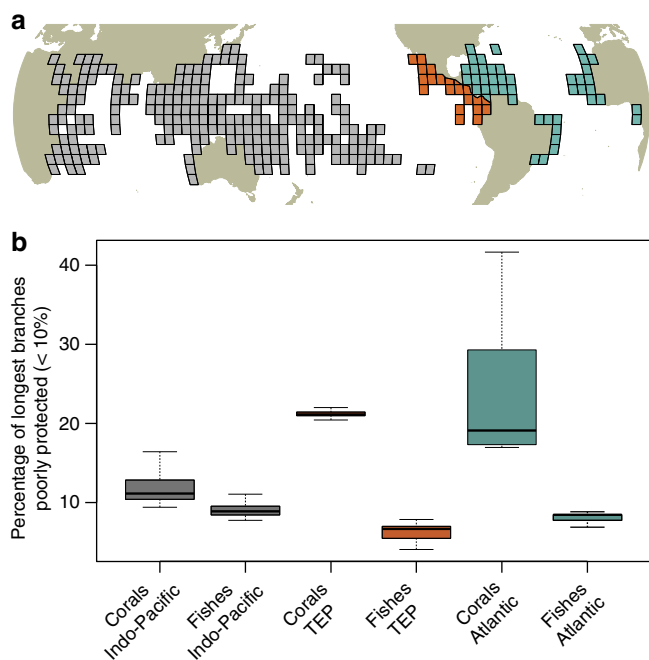 a
b
Percentage of longest branches
poorly protected (< 10%)
40
30
20
10
Corals
Indo-Pacific
Fishes
Indo-Pacific
Corals
TEP
Fishes
TEP
Corals
Atlantic
Fishes
Atlantic